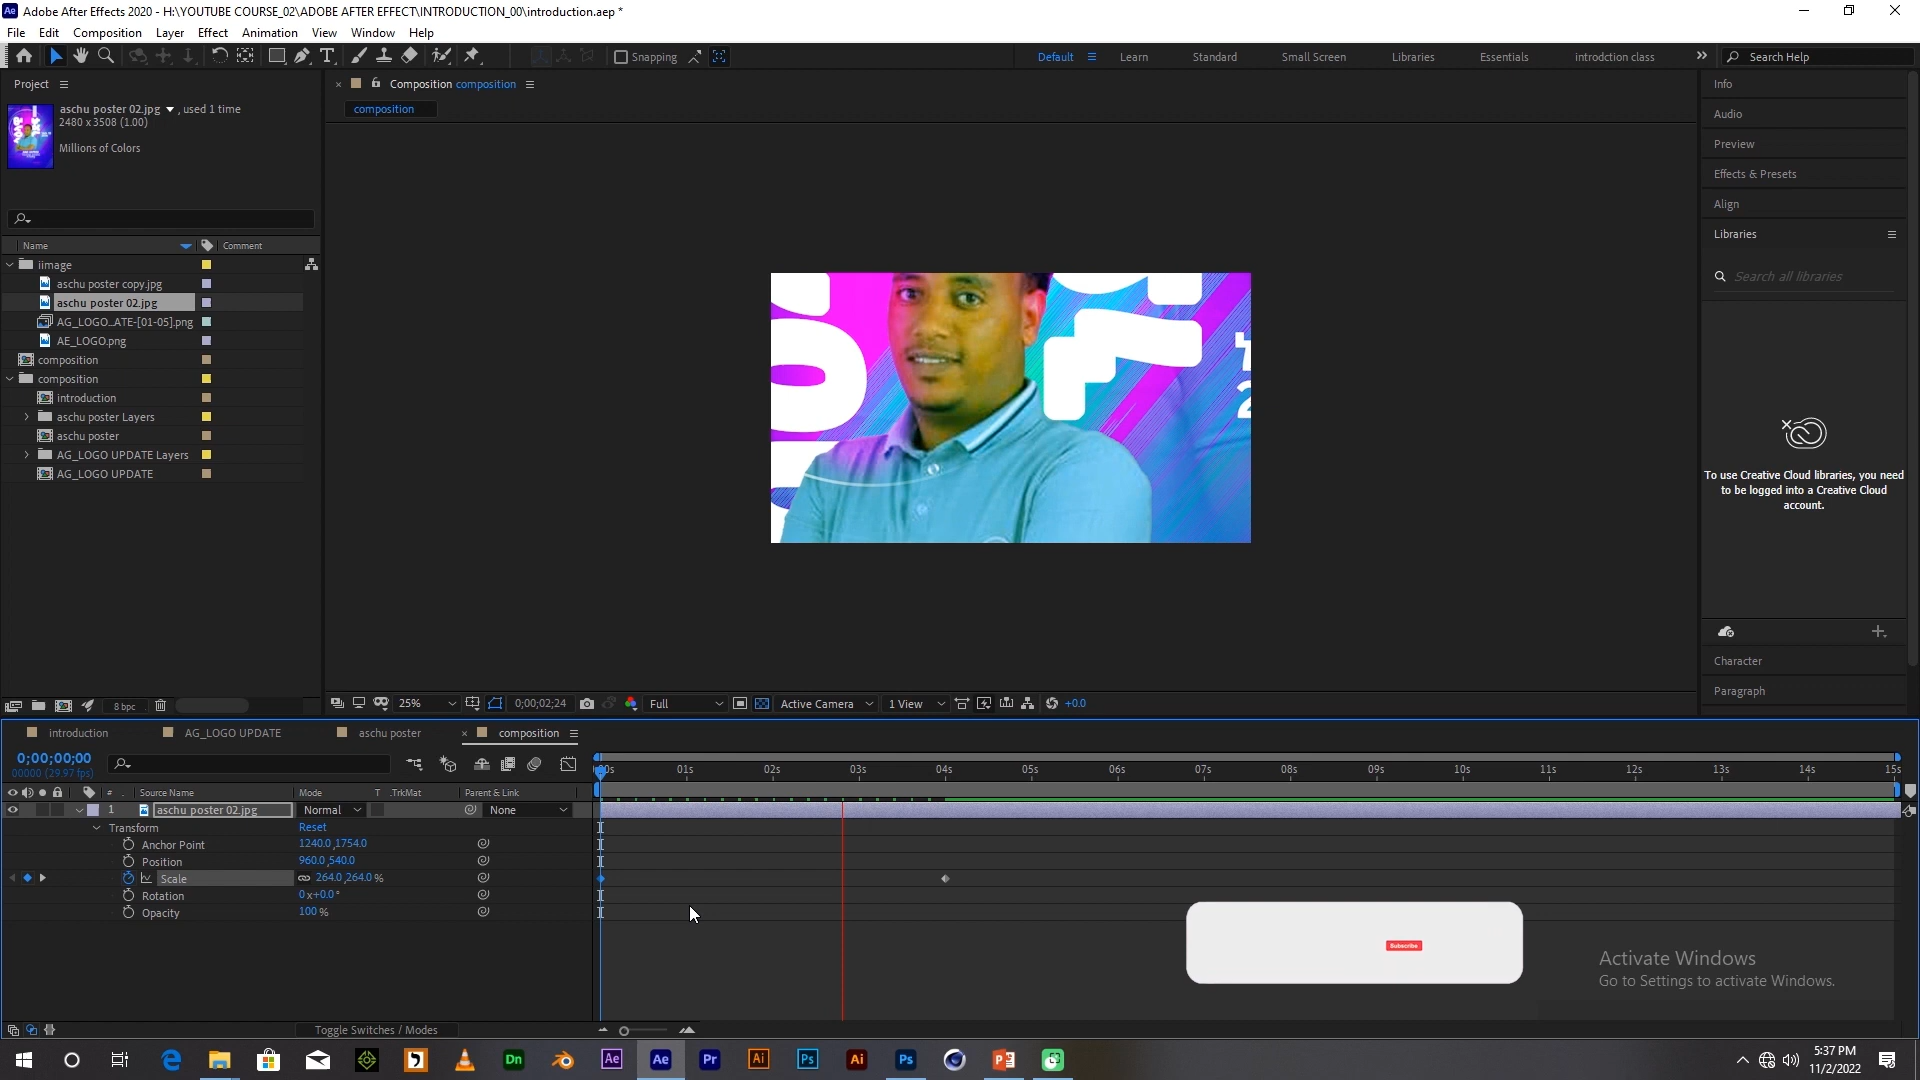 Adobe After Effects 2020 - H:\YOUTUBE COURSE_02\ADOBE AFTER EFFECT\INTRODUCTION_00\introduction.aep *
File Edit Composition Layer Effect Animation View Window Help
Snapping
Default Learn Standard Small Screen Libraries Essentials introdction class Search Help
Project
aschu poster 02.jpg , used 1 time
2480 x 3508 (1.00)
Millions of Colors
Name Comment
iimage
aschu poster copy.jpg
aschu poster 02.jpg
AG_LOGO...ATE-[01-05].png
AE_LOGO.png
composition
composition
introduction
aschu poster Layers
aschu poster
AG_LOGO UPDATE Layers
AG_LOGO UPDATE
8 bpc
Composition composition
composition
25% 0;00;02;24 Full Active Camera 1 View +0.0
Info
Audio
Preview
Effects & Presets
Align
Libraries
Search all libraries
To use Creative Cloud libraries, you need
to be logged into a Creative Cloud
account.
Character
Paragraph
introduction AG_LOGO UPDATE aschu poster composition
0;00;00;00
00000 (29.97 fps)
00s 01s 02s 03s 04s 05s 06s 07s 08s 09s 10s 11s 12s 13s 14s 15s
# Source Name Mode T .TrkMat Parent & Link
1 aschu poster 02.jpg Normal None
Transform Reset
Anchor Point 1240.0,1754.0
Position 960.0,540.0
Scale 264.0,264.0 %
Rotation 0x+0.0°
Opacity 100 %
Subscribe
Activate Windows
Go to Settings to activate Windows.
Toggle Switches / Modes
Dn Ae Ae Pr Ai Ps Ai Ps
5:37 PM
11/2/2022